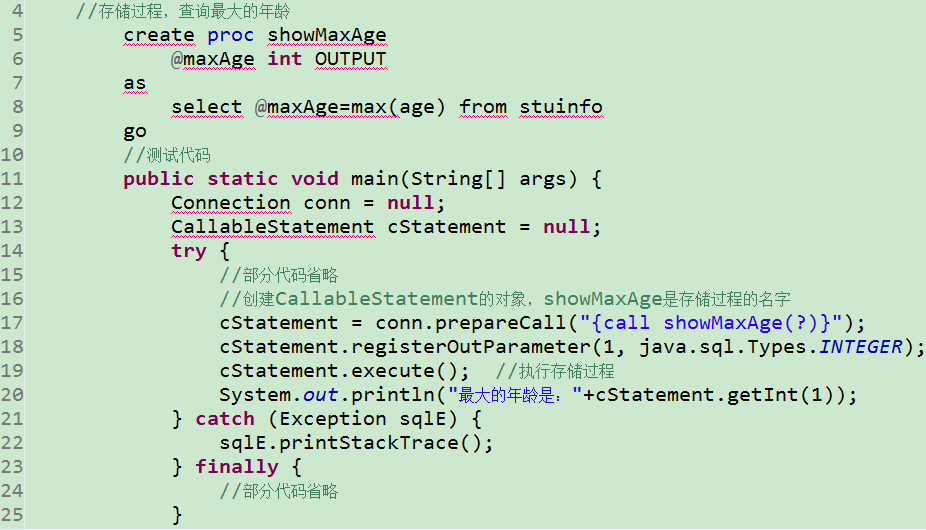 4 //存储过程，查询最大的年龄
5 create proc showMaxAge
6 @maxAge int OUTPUT
7 as
8 select @maxAge=max(age) from stuinfo
9 go
10 //测试代码
11 public static void main(String[] args) {
12 Connection conn = null;
13 CallableStatement cStatement = null;
14 try {
15 //部分代码省略
16 //创建CallableStatement的对象，showMaxAge是存储过程的名字
17 cStatement = conn.prepareCall("{call showMaxAge(?)}");
18 cStatement.registerOutParameter(1, java.sql.Types.INTEGER);
19 cStatement.execute(); //执行存储过程
20 System.out.println("最大的年龄是："+cStatement.getInt(1));
21 } catch (Exception sqlE) {
22 sqlE.printStackTrace();
23 } finally {
24 //部分代码省略
25 }